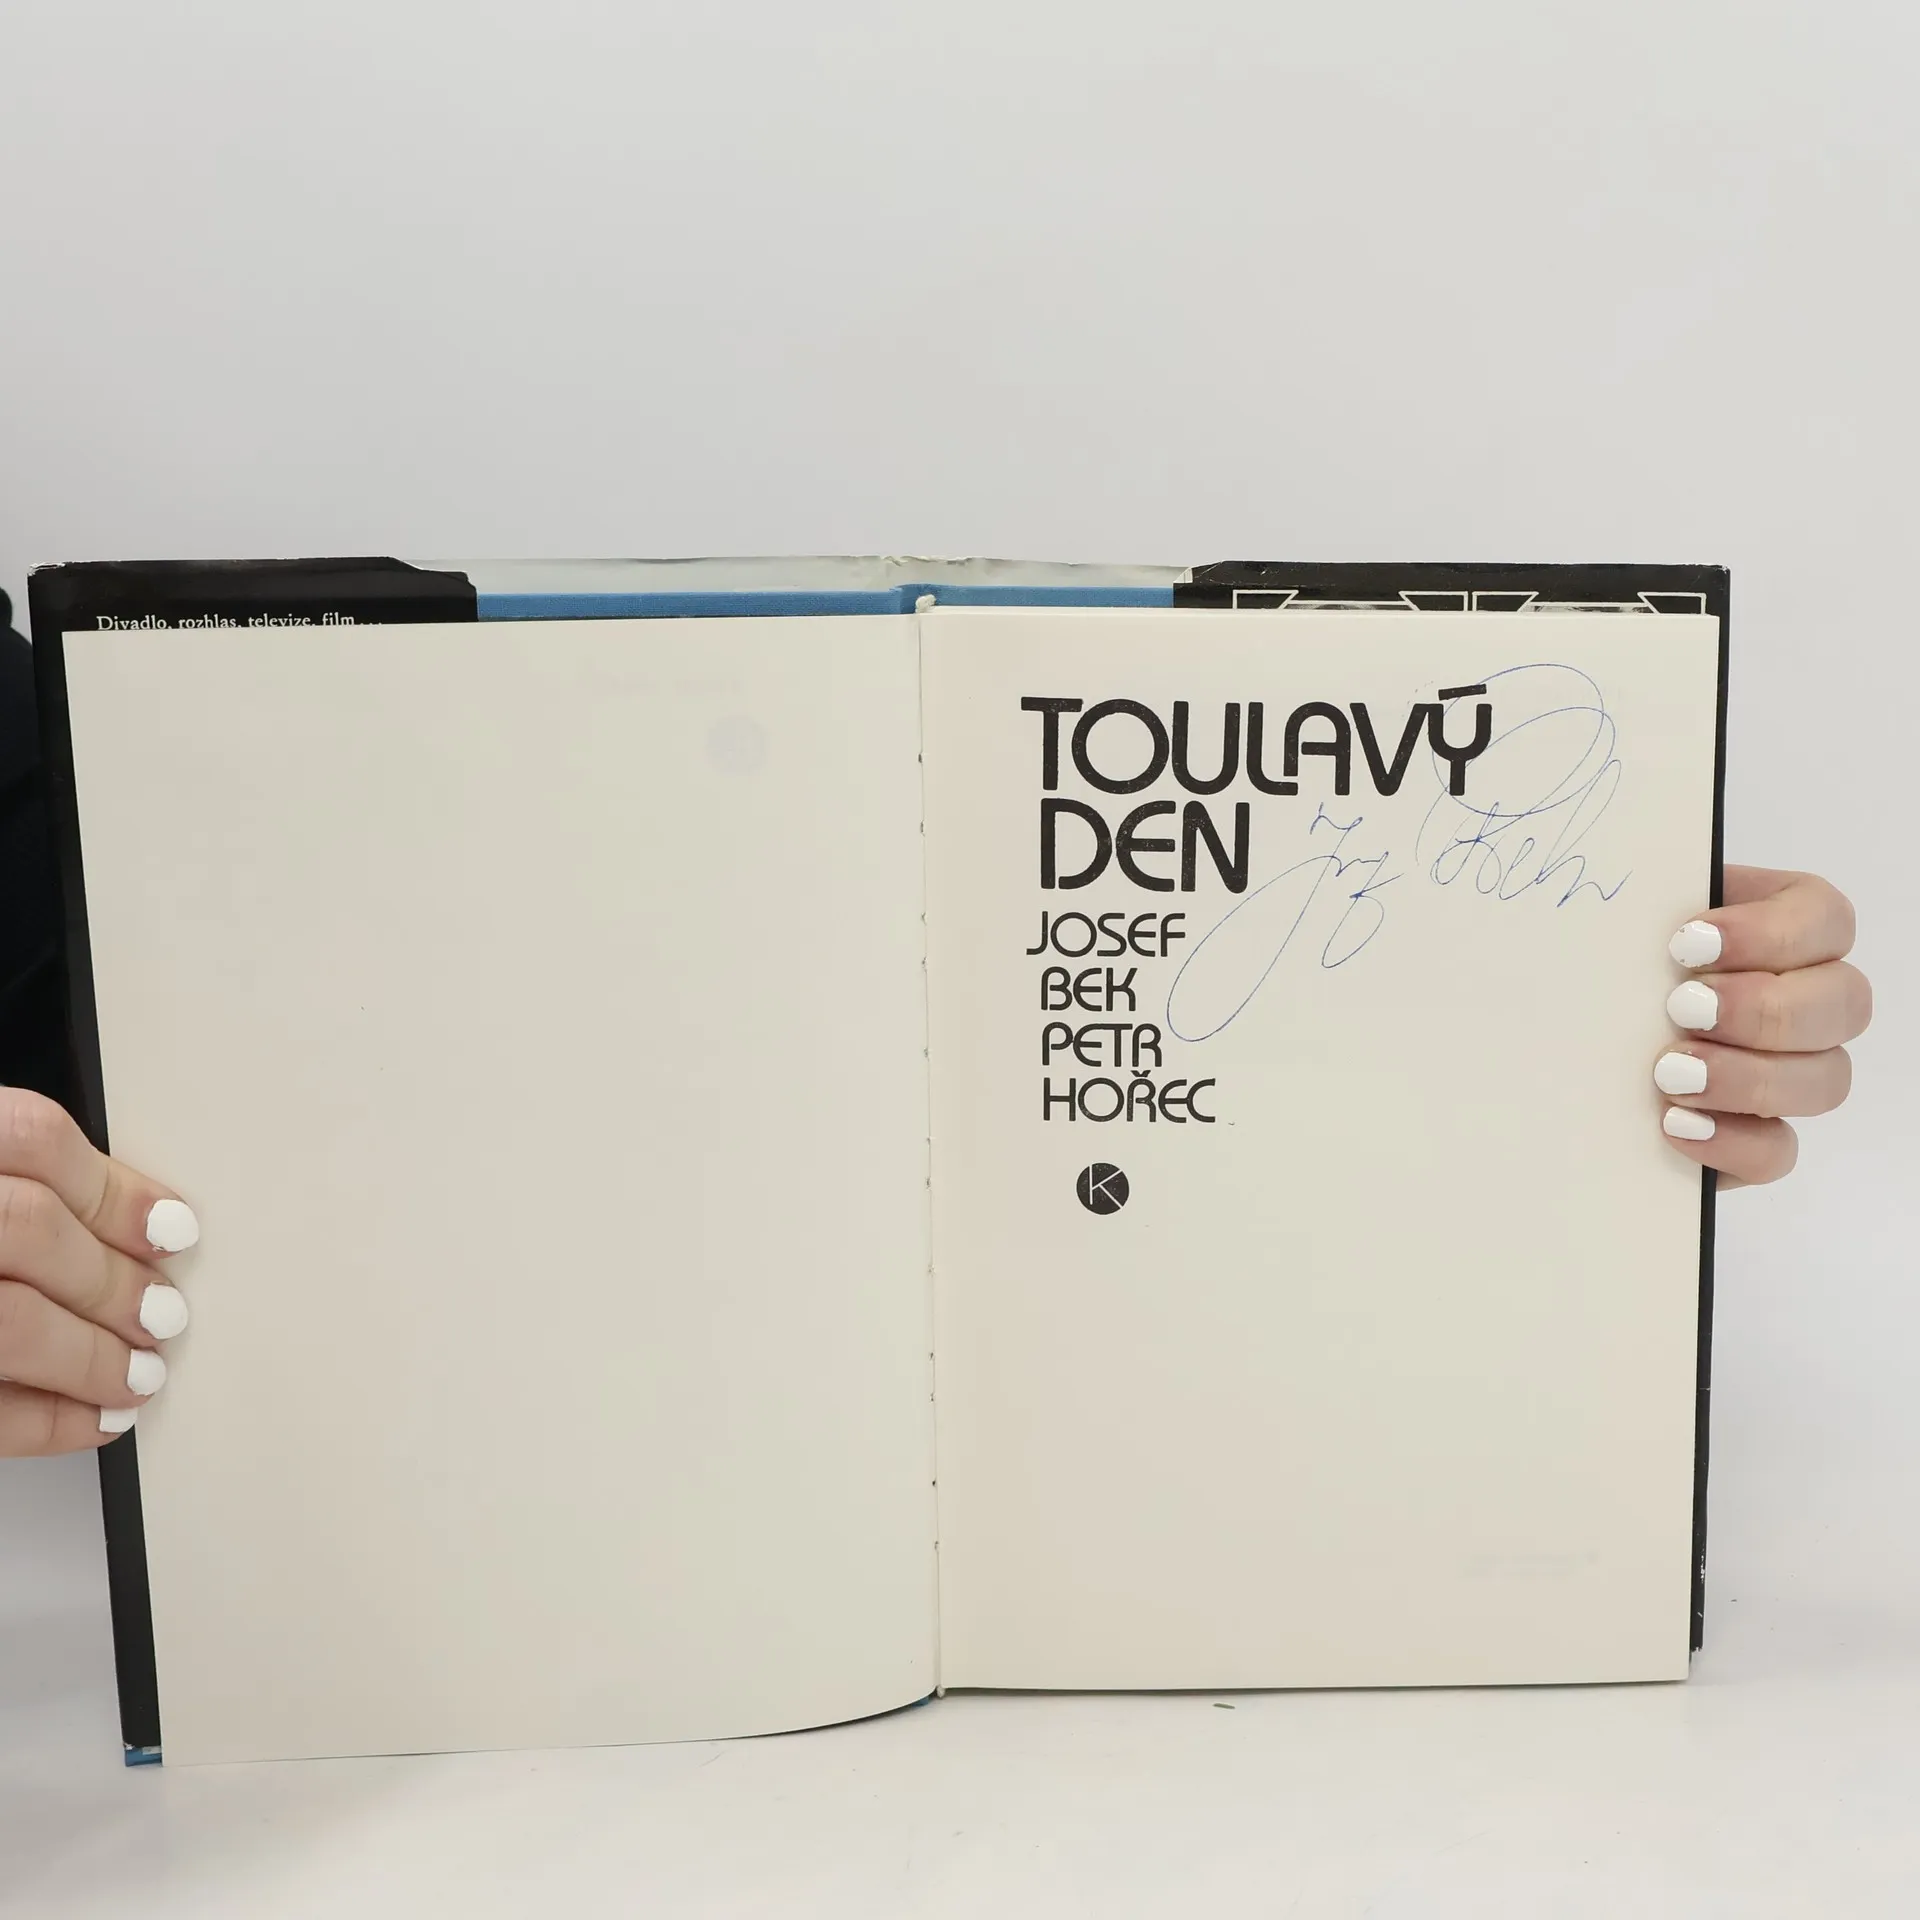 Divadlo, rozhlas, televize, film...
TOULAVÝ
DEN
JOSEF
BEK
PETR
HOŘEC
K